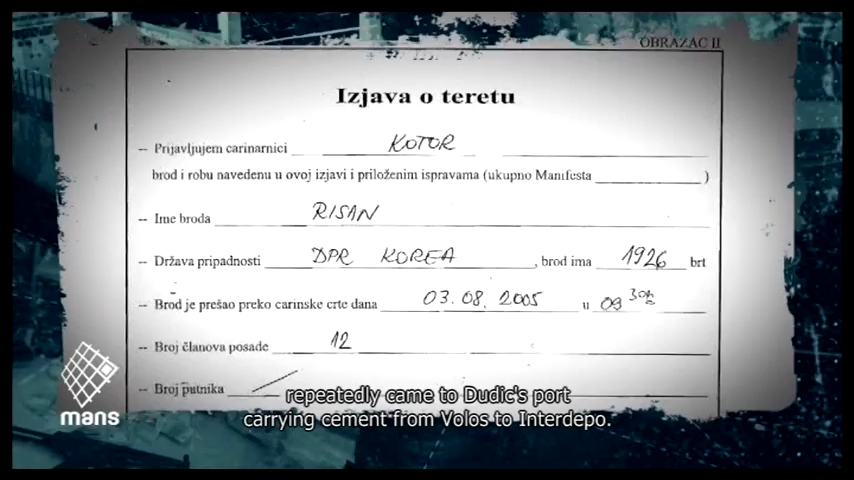 OBRAZAC II
Izjava o teretu
– Prijavljujem carinarnici KOTOR
brod i robu navedenu u ovoj izjavi i priloženim ispravama (ukupno Manifesta )
– Ime broda RISAN
– Država pripadnosti DPR KOREA , brod ima 1926 brt
– Brod je prešao preko carinske crte dana 03.08.2005 u 09 30h
– Broj članova posade 12
– Broj putnika
repeatedly came to Dudic's port
carrying cement from Volos to Interdepo.
mans